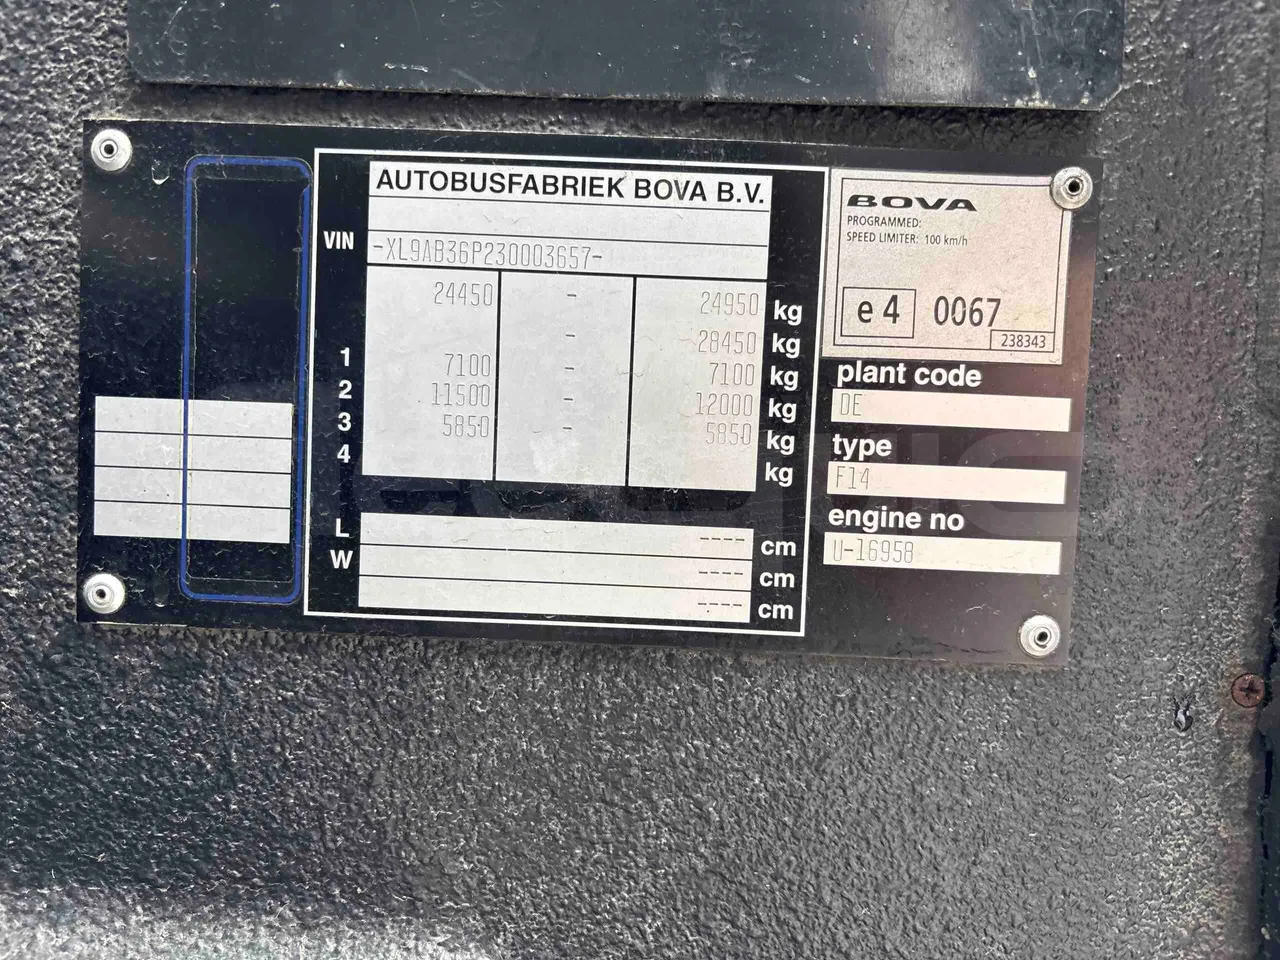 AUTOBUSFABRIEK BOVA B.V.
VIN -XL9AB36P230003657-
24450 - 24950 kg
- 28450 kg
1 7100 - 7100 kg
2 11500 - 12000 kg
3 5850 - 5850 kg
4 kg
L ---- cm
W ---- cm
---- cm
BOVA
PROGRAMMED:
SPEED LIMITER: 100 km/h
e4 0067
238343
plant code
DE
type
F14
engine no
U-16958